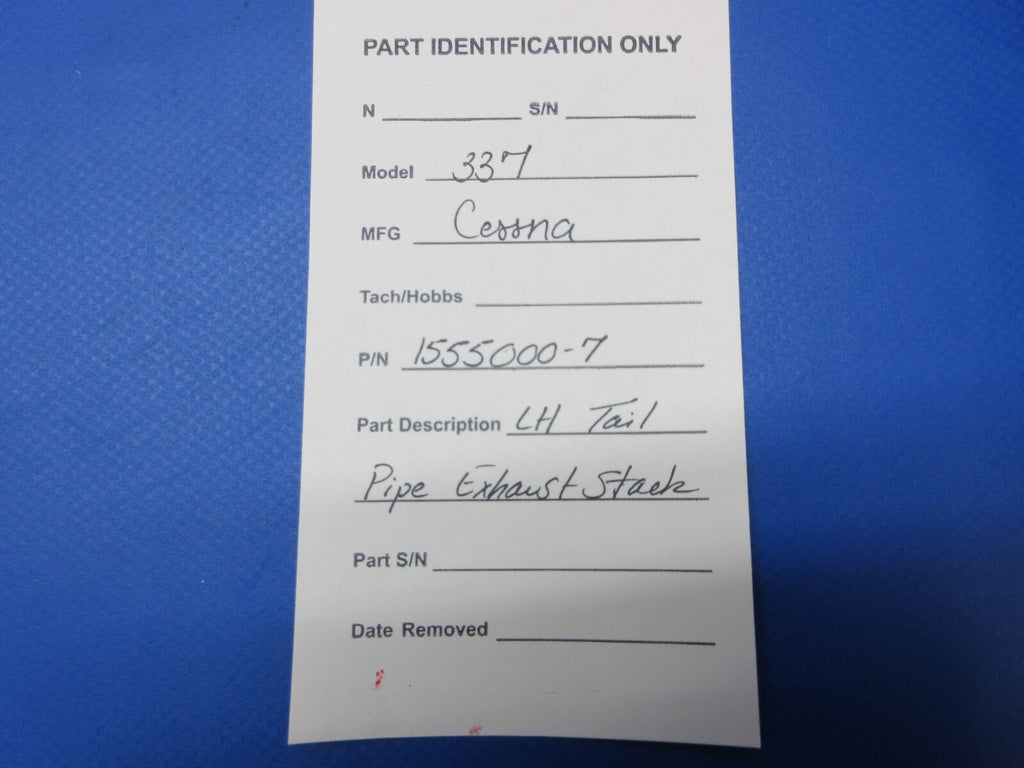 PART IDENTIFICATION ONLY
N S/N
Model 337
MFG Cessna
Tach/Hobbs
P/N 1555000-7
Part Description LH Tail
Pipe Exhaust Stack
Part S/N
Date Removed